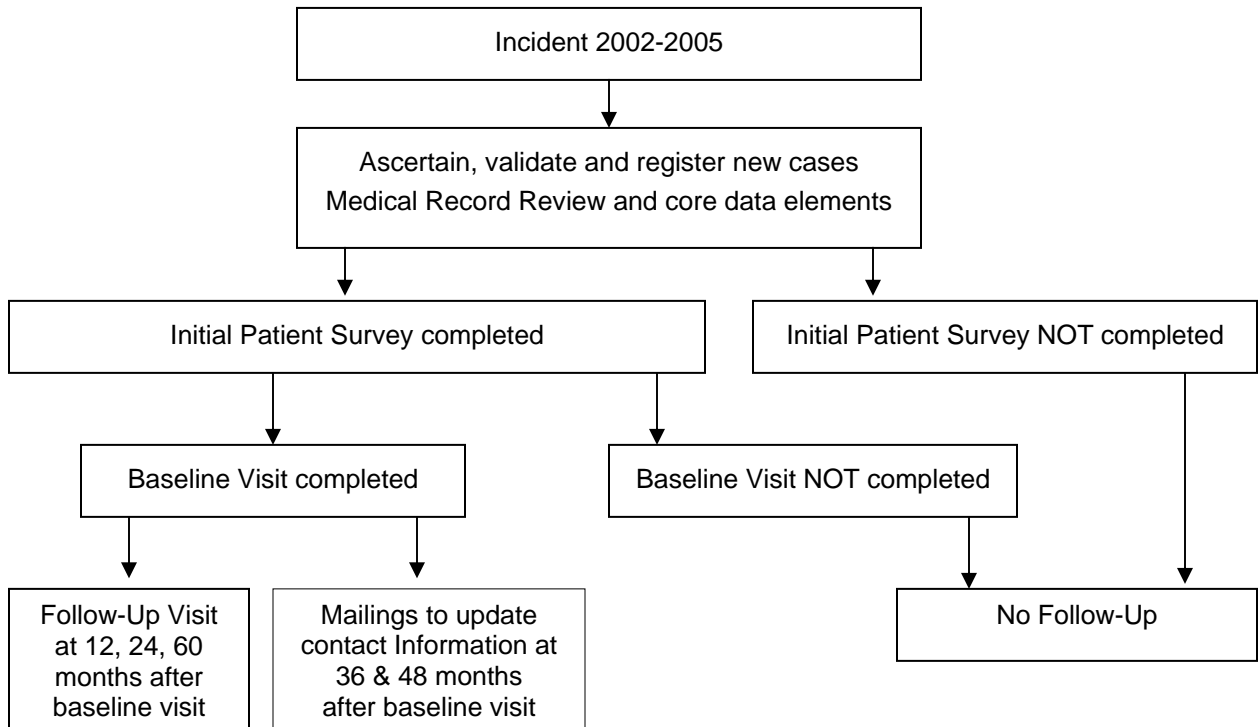 Incident 2002-2005
Ascertain, validate and register new cases
Medical Record Review and core data elements
Initial Patient Survey completed
Initial Patient Survey NOT completed
Baseline Visit completed
Baseline Visit NOT completed
Follow-Up Visit
at 12, 24, 60
months after
baseline visit
Mailings to update
contact Information at
36 & 48 months
after baseline visit
No Follow-Up